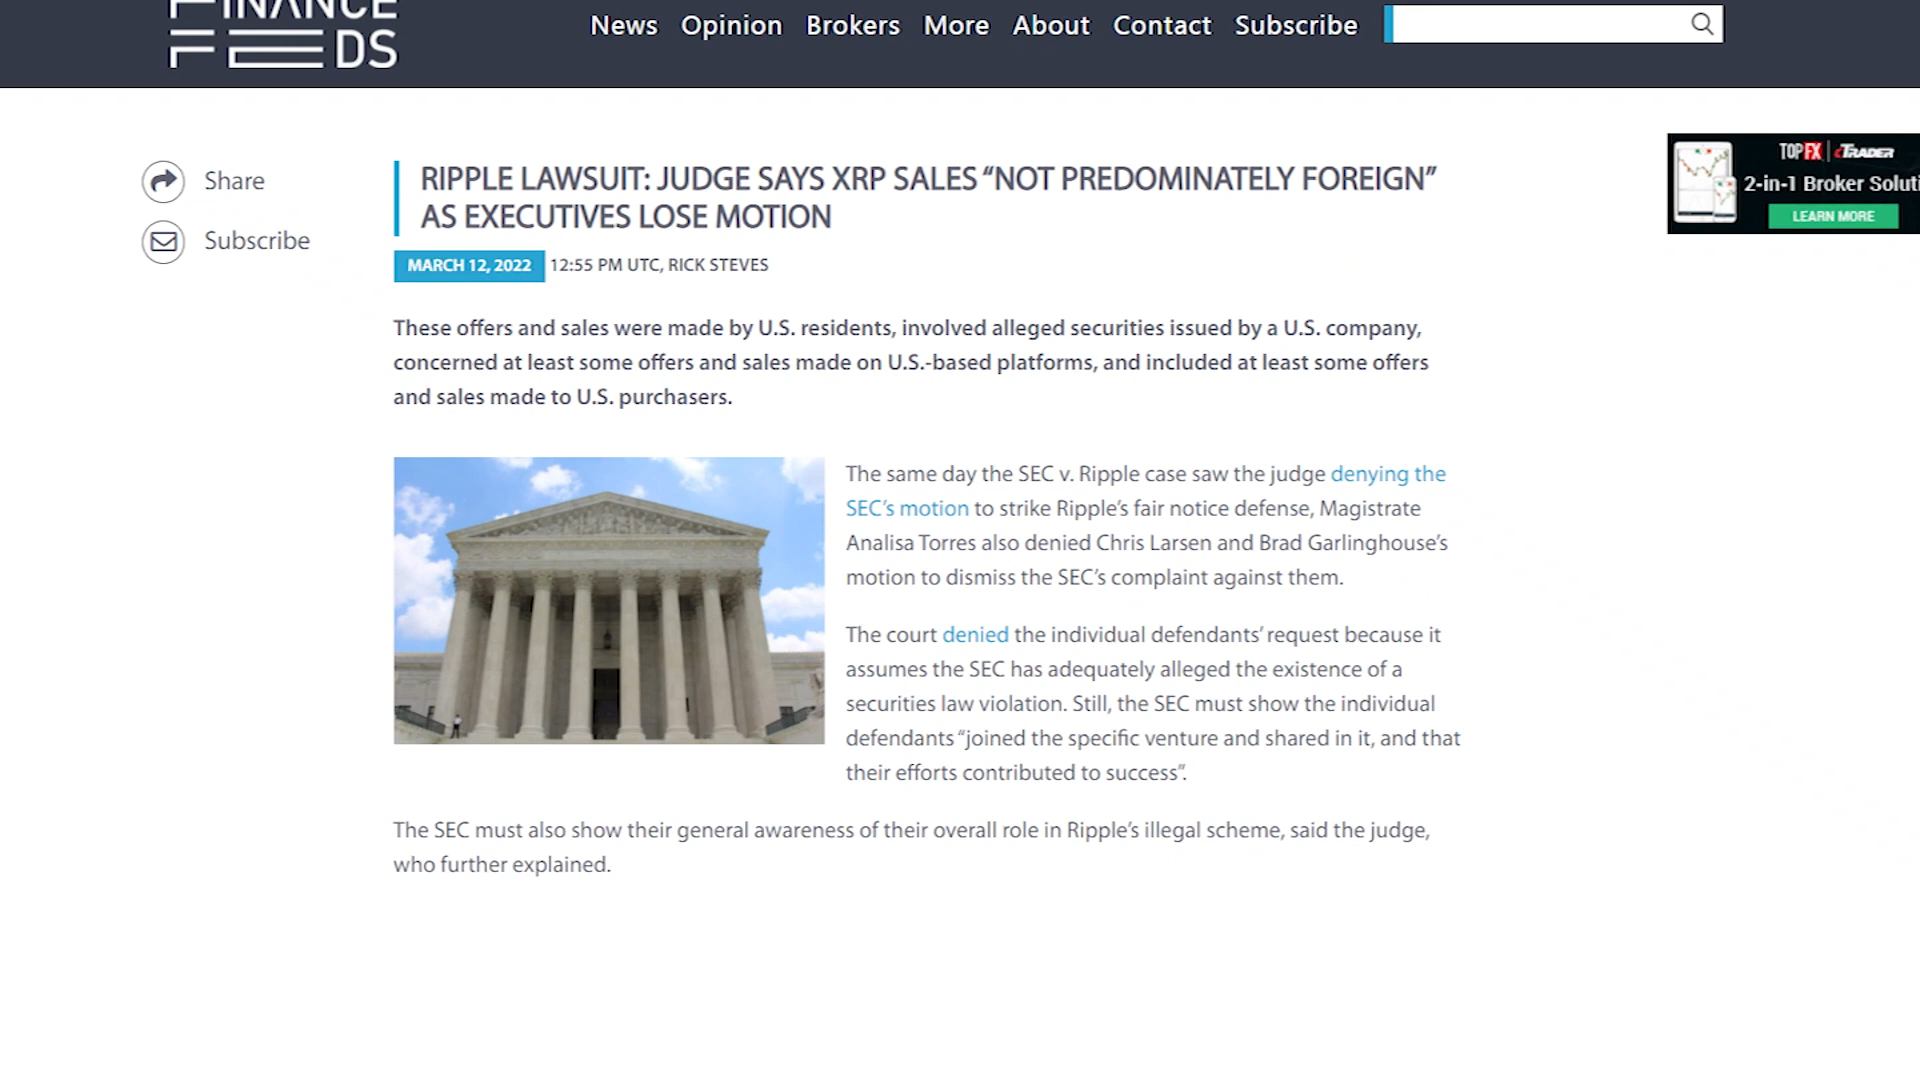 FINANCE
FEEDS
News Opinion Brokers More About Contact Subscribe
Share
Subscribe
RIPPLE LAWSUIT: JUDGE SAYS XRP SALES “NOT PREDOMINATELY FOREIGN”
AS EXECUTIVES LOSE MOTION
MARCH 12, 2022 12:55 PM UTC, RICK STEVES
TOPFX | cTRADER
2-in-1 Broker Soluti
LEARN MORE
These offers and sales were made by U.S. residents, involved alleged securities issued by a U.S. company,
concerned at least some offers and sales made on U.S.-based platforms, and included at least some offers
and sales made to U.S. purchasers.
The same day the SEC v. Ripple case saw the judge denying the
SEC’s motion to strike Ripple’s fair notice defense, Magistrate
Analisa Torres also denied Chris Larsen and Brad Garlinghouse’s
motion to dismiss the SEC’s complaint against them.
The court denied the individual defendants’ request because it
assumes the SEC has adequately alleged the existence of a
securities law violation. Still, the SEC must show the individual
defendants “joined the specific venture and shared in it, and that
their efforts contributed to success”.
The SEC must also show their general awareness of their overall role in Ripple’s illegal scheme, said the judge,
who further explained.